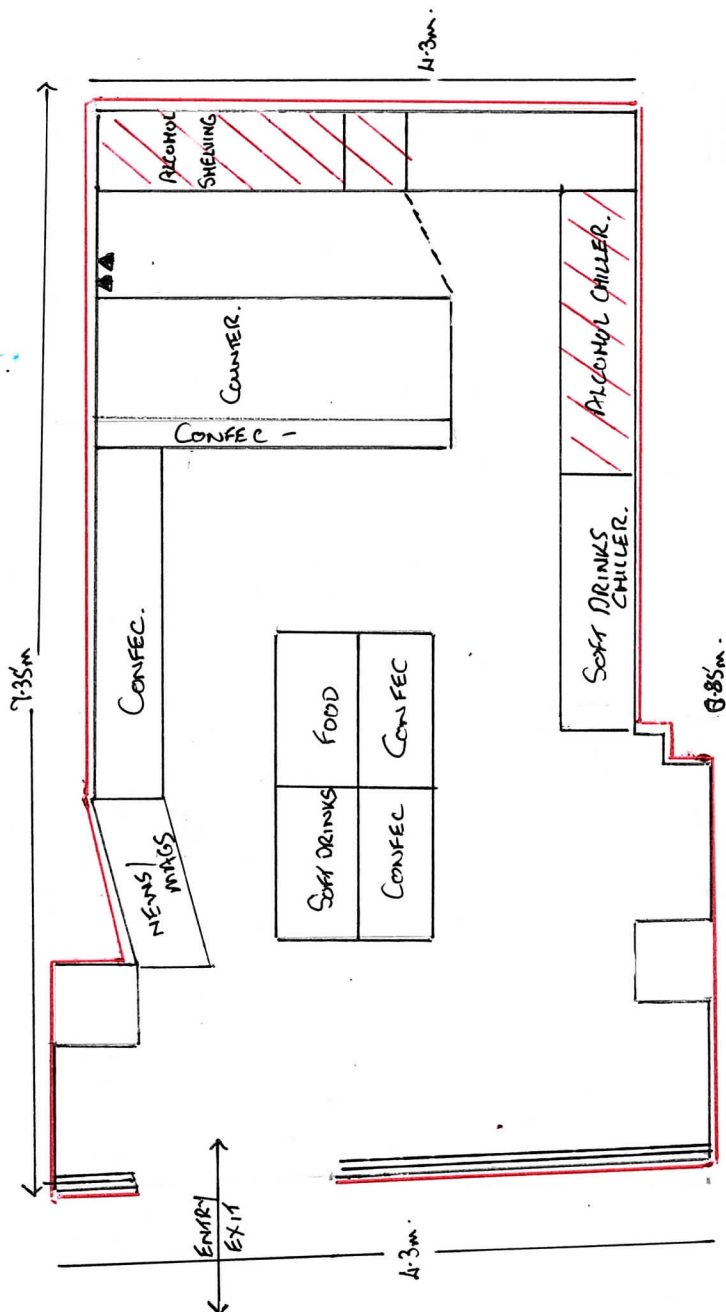 7.35m
4.3m.
ALCOHOL
SHELVING
COUNTER.
CONFEC -
CONFEC.
NEWS/
MAGS
ALCOHOL CHILLER.
SOFT DRINKS
CHILLER.
SOFT DRINKS
FOOD
CONFEC
CONFEC
8.85m.
ENTRY
EXIT
4.3m.